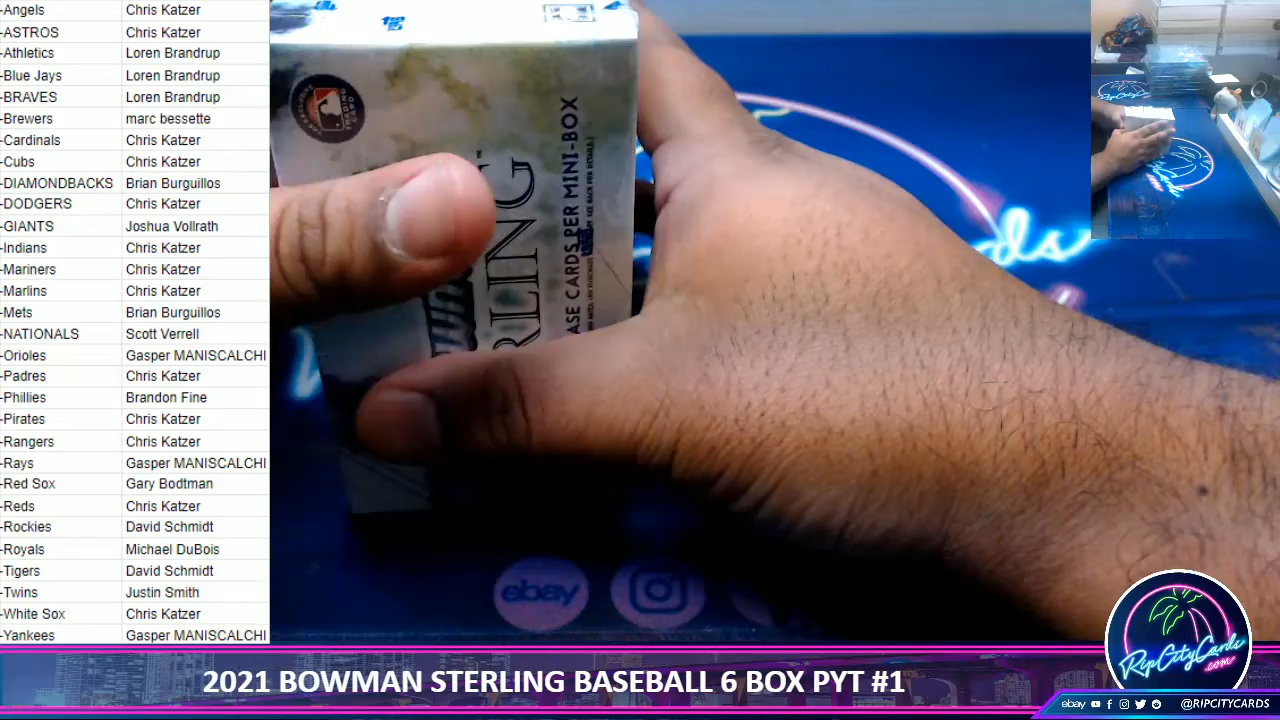 -Angels Chris Katzer
-ASTROS Chris Katzer
-Athletics Loren Brandrup
-Blue Jays Loren Brandrup
-BRAVES Loren Brandrup
-Brewers marc bessette
-Cardinals Chris Katzer
-Cubs Chris Katzer
-DIAMONDBACKS Brian Burguillos
-DODGERS Chris Katzer
-GIANTS Joshua Vollrath
-Indians Chris Katzer
-Mariners Chris Katzer
-Marlins Chris Katzer
-Mets Brian Burguillos
-NATIONALS Scott Verrell
-Orioles Gasper MANISCALCHI
-Padres Chris Katzer
-Phillies Brandon Fine
-Pirates Chris Katzer
-Rangers Chris Katzer
-Rays Gasper MANISCALCHI
-Red Sox Gary Bodtman
-Reds Chris Katzer
-Rockies David Schmidt
-Royals Michael DuBois
-Tigers David Schmidt
-Twins Justin Smith
-White Sox Chris Katzer
-Yankees Gasper MANISCALCHI
RLING™
ASE CARDS PER MINI-BOX
ds
ebay
2021 BOWMAN STERLING BASEBALL 6 BOX PYT #1
RipCityCards
.com
ebay @RIPCITYCARDS